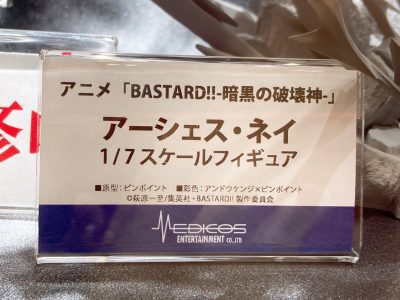 アニメ「BASTARD!!-暗黒の破壊神-」
アーシェス・ネイ
1/7スケールフィギュア
■原型:ピンポイント ■彩色:アンドウケンジ×ピンポイント
©萩原一至/集英社・BASTARD!! 製作委員会
MEDICOS
ENTERTAINMENT CO.,LTD